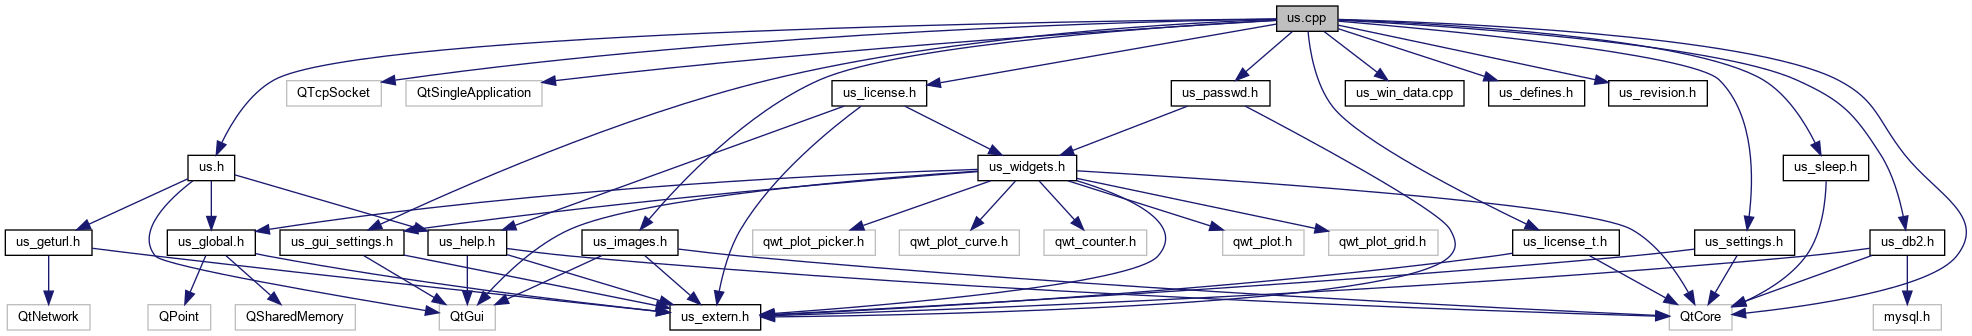 us.cpp
QTcpSocket
QtSingleApplication
us_license.h
us_passwd.h
us_win_data.cpp
us_defines.h
us_revision.h
us.h
us_widgets.h
us_sleep.h
us_geturl.h
us_global.h
us_gui_settings.h
us_help.h
us_images.h
qwt_plot_picker.h
qwt_plot_curve.h
qwt_counter.h
qwt_plot.h
qwt_plot_grid.h
us_license_t.h
us_settings.h
us_db2.h
QtNetwork
QPoint
QSharedMemory
QtGui
us_extern.h
QtCore
mysql.h